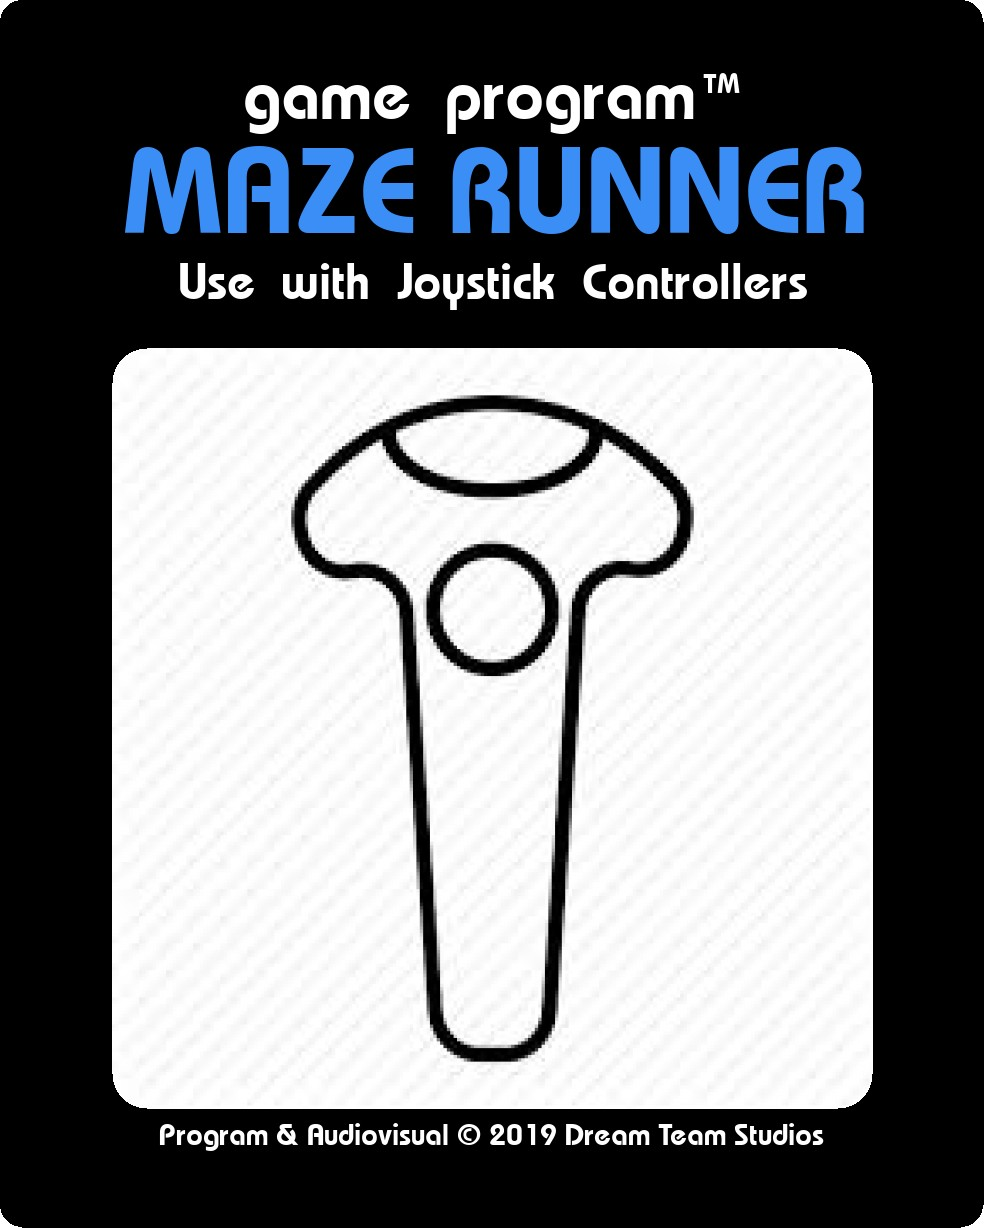 game program™
MAZE RUNNER
Use with Joystick Controllers
Program & Audiovisual © 2019 Dream Team Studios